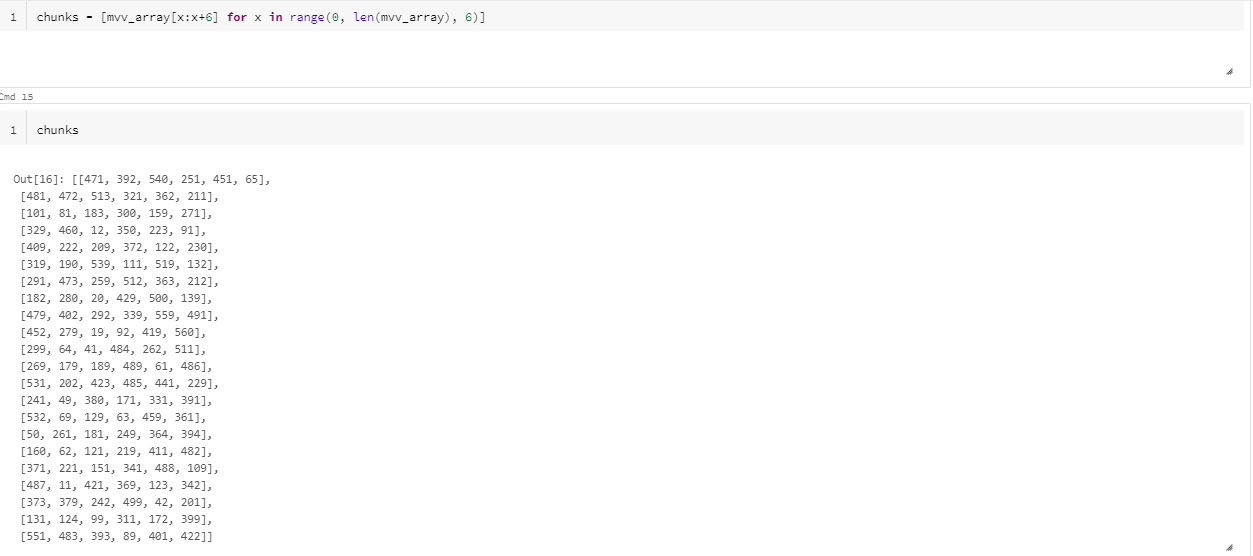 1 chunks = [mvv_array[x:x+6] for x in range(0, len(mvv_array), 6)]
Cmd 15
1 chunks
Out[16]: [[471, 392, 540, 251, 451, 65],
[481, 472, 513, 321, 362, 211],
[101, 81, 183, 300, 159, 271],
[329, 460, 12, 350, 223, 91],
[409, 222, 209, 372, 122, 230],
[319, 190, 539, 111, 519, 132],
[291, 473, 259, 512, 363, 212],
[182, 280, 20, 429, 500, 139],
[479, 402, 292, 339, 559, 491],
[452, 279, 19, 92, 419, 560],
[299, 64, 41, 484, 262, 511],
[269, 179, 189, 489, 61, 486],
[531, 202, 423, 485, 441, 229],
[241, 49, 380, 171, 331, 391],
[532, 69, 129, 63, 459, 361],
[50, 261, 181, 249, 364, 394],
[160, 62, 121, 219, 411, 482],
[371, 221, 151, 341, 488, 109],
[487, 11, 421, 369, 123, 342],
[373, 379, 242, 499, 42, 201],
[131, 124, 99, 311, 172, 399],
[551, 483, 393, 89, 401, 422]]